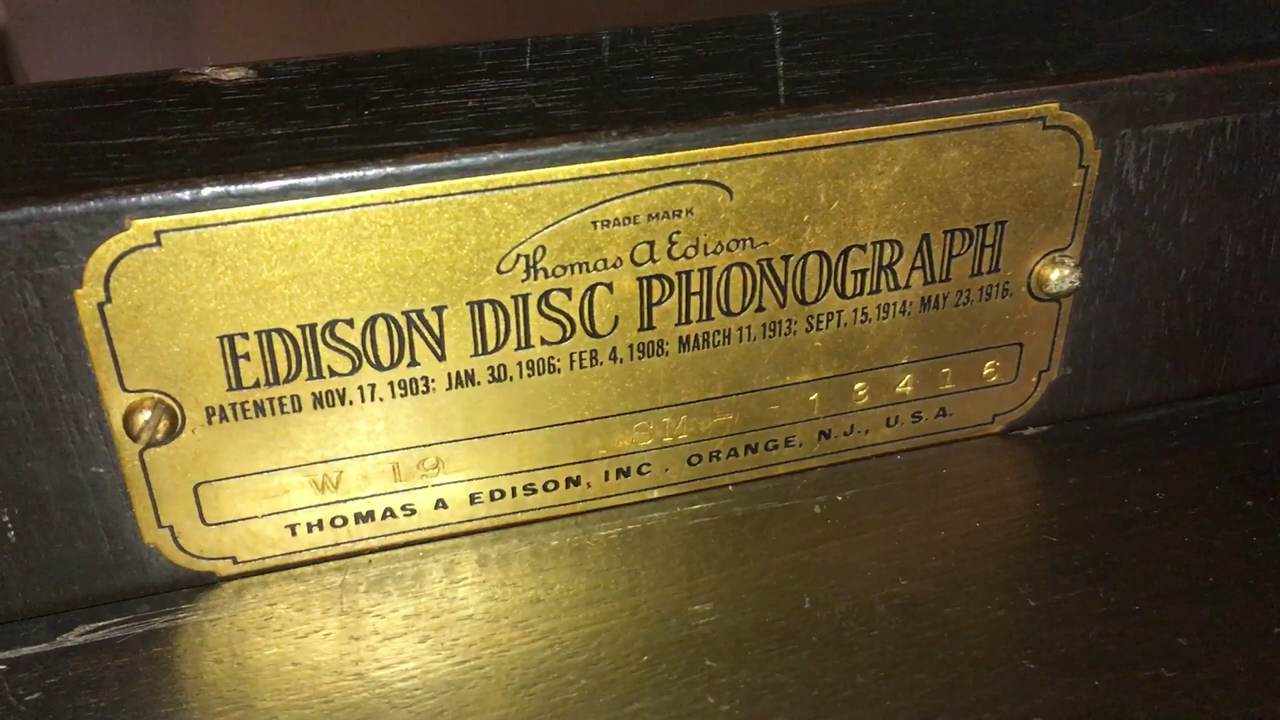 TRADE MARK
Thomas A Edison
EDISON DISC PHONOGRAPH
PATENTED NOV. 17, 1903; JAN. 30, 1906; FEB. 4, 1908; MARCH 11, 1913; SEPT. 15, 1914; MAY 23, 1916.
W 19 SM - 18416
THOMAS A EDISON, INC. ORANGE, N.J., U.S.A.